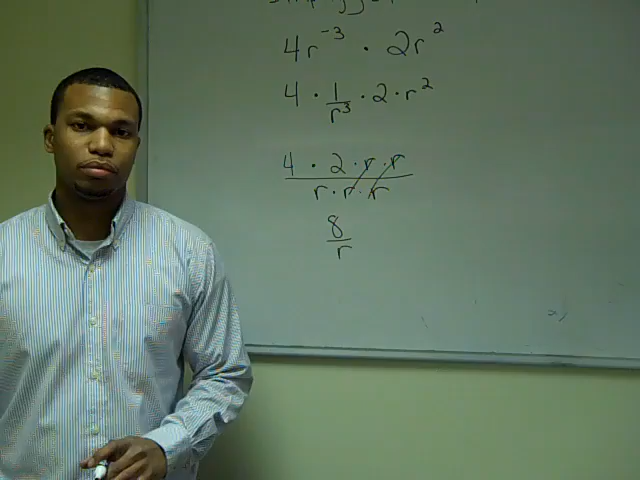 4r⁻³ · 2r²
4 · 1/r³ · 2 · r²
4 · 2 · r · r / r · r · r
8/r